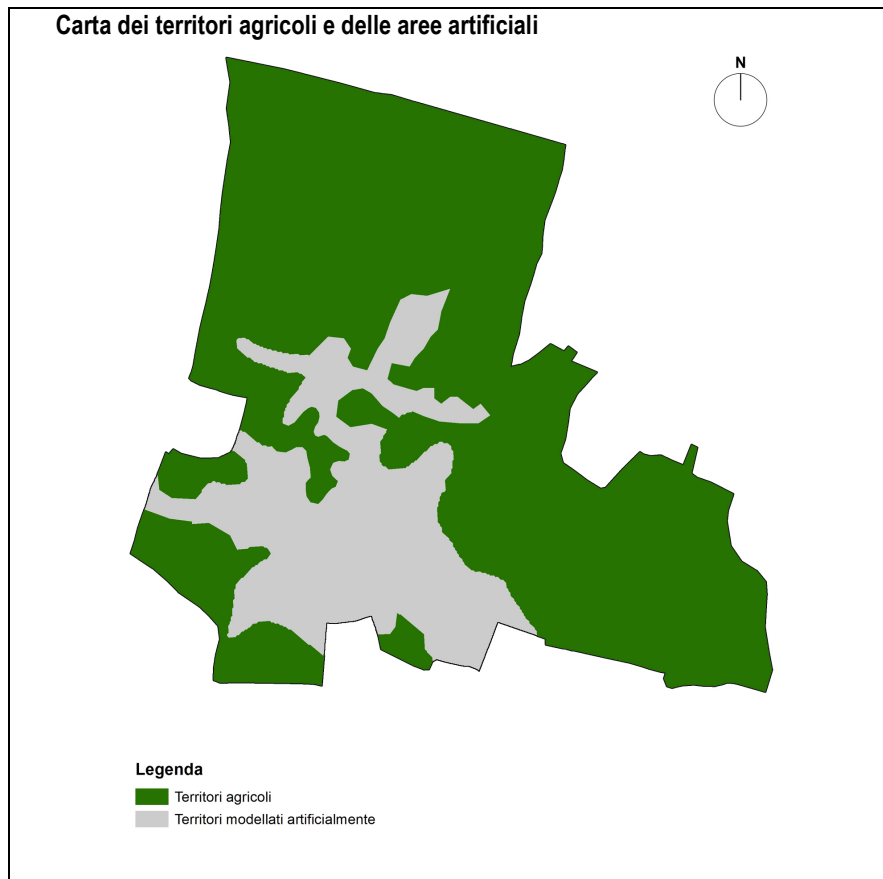 Carta dei territori agricoli e delle aree artificiali
N
Legenda
Territori agricoli
Territori modellati artificialmente